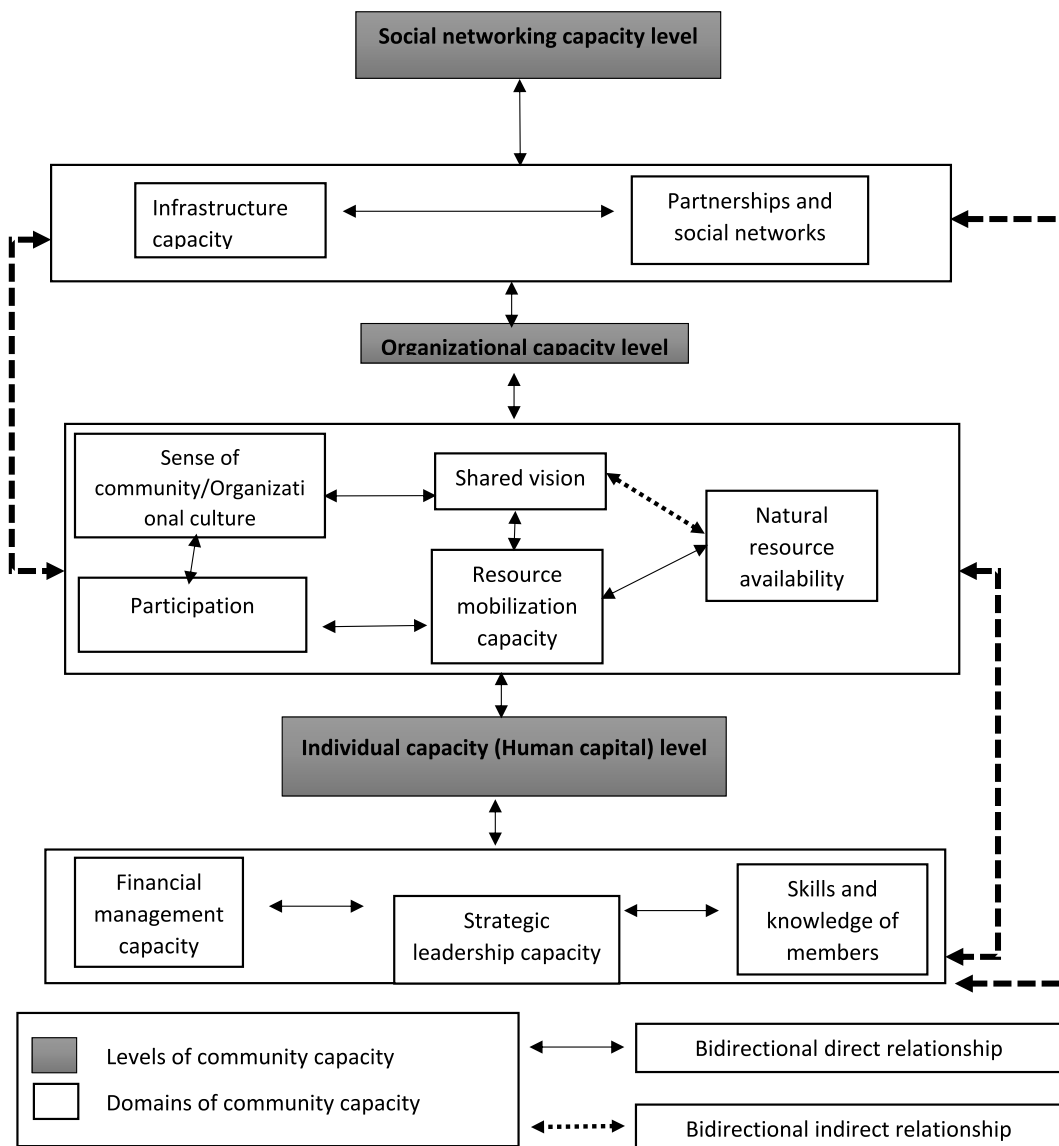 Social networking capacity level
Infrastructure
capacity
Partnerships and
social networks
Organizational capacity level
Sense of
community/Organizati
onal culture
Shared vision
Natural
resource
availability
Participation
Resource
mobilization
capacity
Individual capacity (Human capital) level
Financial
management
capacity
Strategic
leadership capacity
Skills and
knowledge of
members
Levels of community capacity
Domains of community capacity
Bidirectional direct relationship
Bidirectional indirect relationship